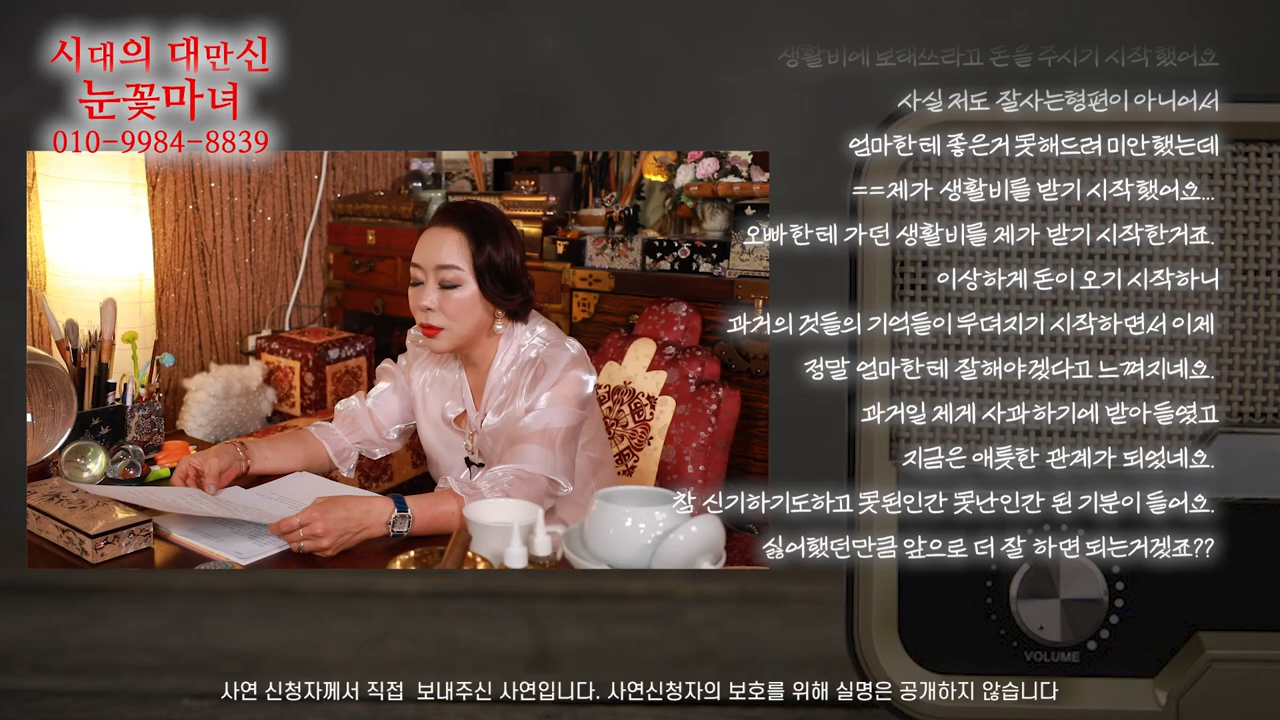 시대의 대만신
눈꽃마녀
010-9984-8839
생활비에 보태쓰라고 돈을 주시기 시작했어요
사실 저도 잘사는형편이 아니어서
엄마한테 좋은거 못해드려 미안했는데
==제가 생활비를 받기 시작했어요...
오빠한테 가던 생활비를 제가 받기 시작한거죠.
이상하게 돈이 오기 시작하니
과거의 것들의 기억들이 무뎌지기 시작하면서 이제
정말 엄마한테 잘해야겠다고 느껴지네요.
과거일 제게 사과하기에 받아들였고
지금은 애틋한 관계가 되었네요.
참 신기하기도하고 못된인간 못난인간 된 기분이 들어요.
싫어했던만큼 앞으로 더 잘 하면 되는거겠죠??
VOLUME
사연 신청자께서 직접 보내주신 사연입니다. 사연신청자의 보호를 위해 실명은 공개하지 않습니다